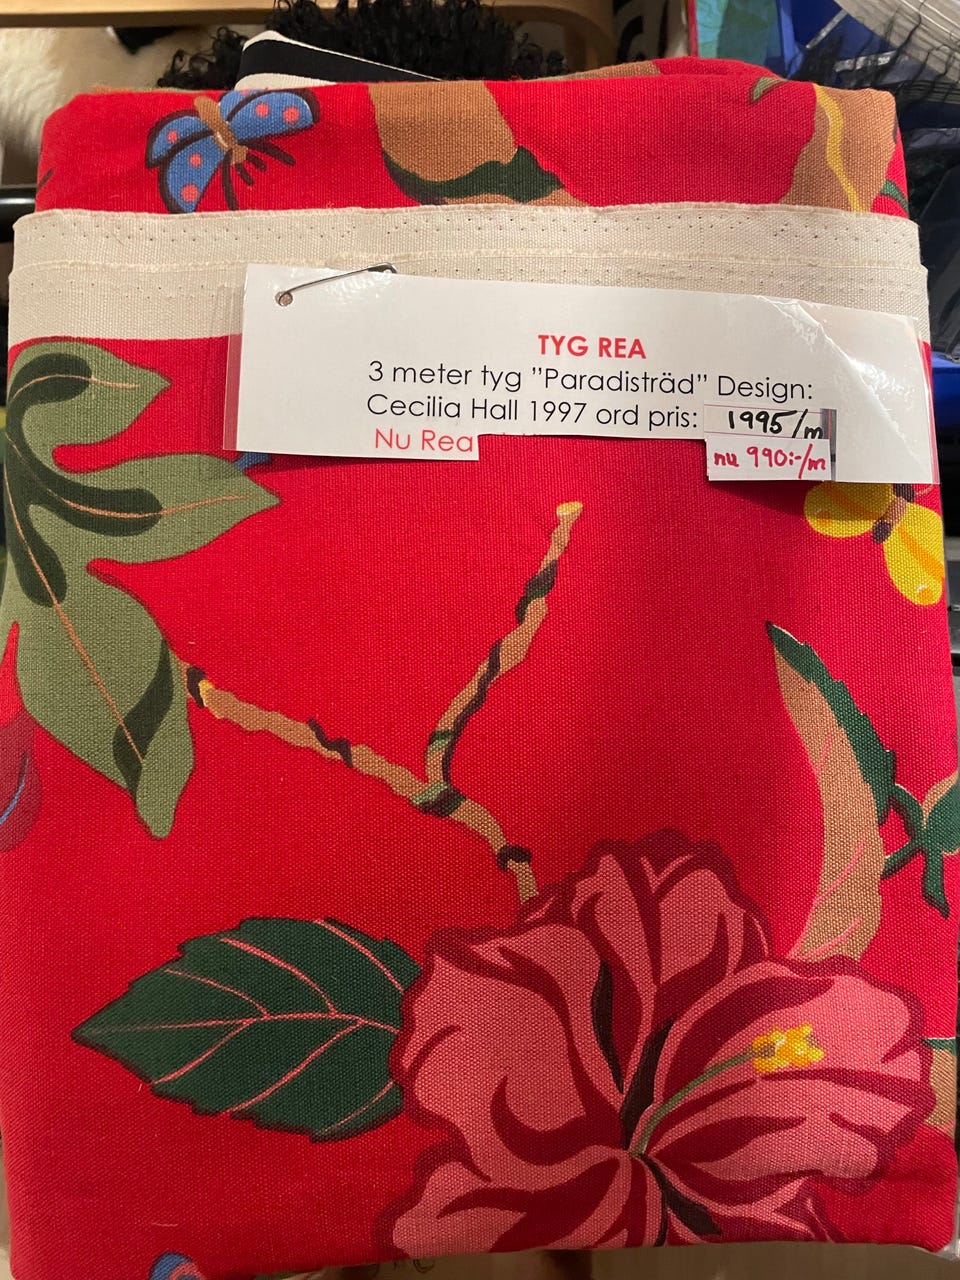 TYG REA
3 meter tyg ”Paradisträd” Design:
Cecilia Hall 1997 ord pris: 1995/m
Nu Rea nu 990:-/m